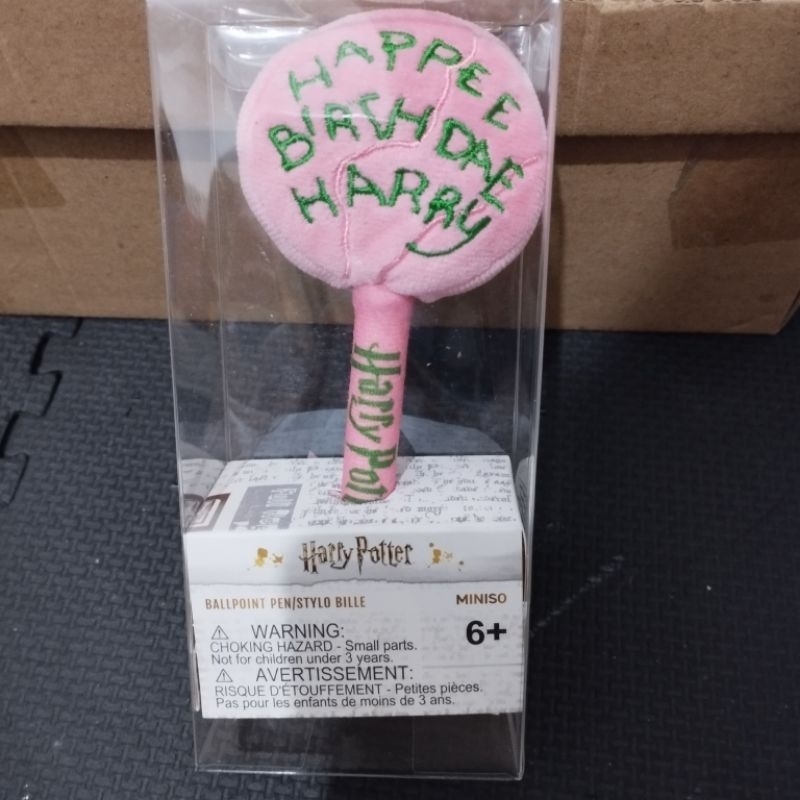 HAPPEE
BIRTHDAE
HARRY
Harry Pott
Harry Potter
BALLPOINT PEN/STYLO BILLE
MINISO
6+
⚠ WARNING:
CHOKING HAZARD - Small parts.
Not for children under 3 years.
⚠ AVERTISSEMENT:
RISQUE D'ÉTOUFFEMENT - Petites pièces.
Pas pour les enfants de moins de 3 ans.